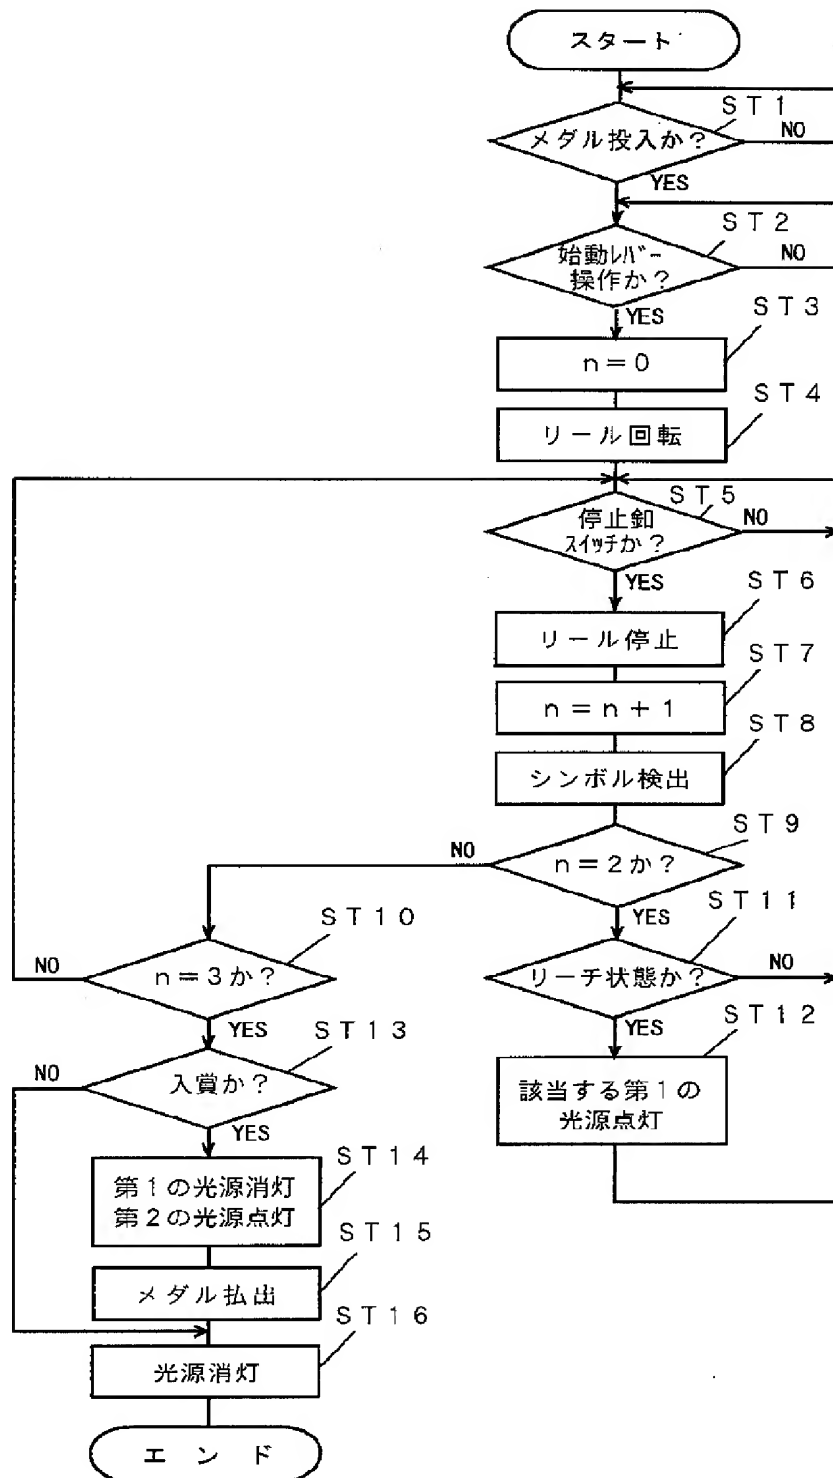 スタート
ST1
メダル投入か?
NO
YES
ST2
始動レバー
操作か?
NO
YES
ST3
n=0
ST4
リール回転
ST5
停止釦
スイッチか?
NO
YES
ST6
リール停止
ST7
n=n+1
ST8
シンボル検出
ST9
n=2か?
NO
YES
ST10
n=3か?
NO
YES
ST11
リーチ状態か?
NO
YES
ST12
該当する第1の
光源点灯
ST13
入賞か?
NO
YES
ST14
第1の光源消灯
第2の光源点灯
ST15
メダル払出
ST16
光源消灯
エンド